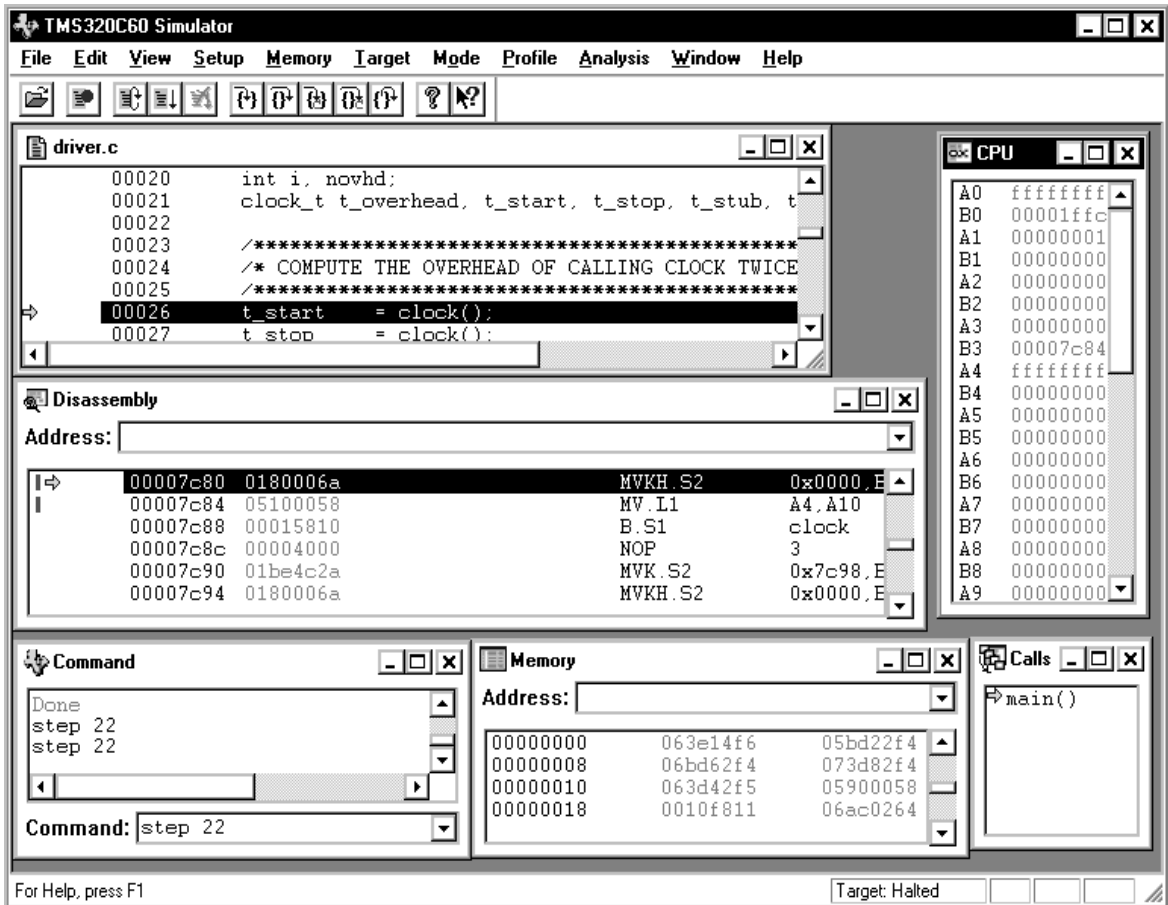 TMS320C60 Simulator
File Edit View Setup Memory Target Mode Profile Analysis Window Help
driver.c
00020 int i, novhd;
00021 clock_t t_overhead, t_start, t_stop, t_stub, t
00022
00023 /*********************************************
00024 /* COMPUTE THE OVERHEAD OF CALLING CLOCK TWICE
00025 /*********************************************
00026 t_start = clock();
00027 t_stop = clock();
CPU
A0 ffffffff
B0 00001ffc
A1 00000001
B1 00000000
A2 00000000
B2 00000000
A3 00000000
B3 00007c84
A4 ffffffff
B4 00000000
A5 00000000
B5 00000000
A6 00000000
B6 00000000
A7 00000000
B7 00000000
A8 00000000
B8 00000000
A9 00000000
Disassembly
Address:
00007c80 0180006a MVKH.S2 0x0000,B
00007c84 05100058 MV.L1 A4,A10
00007c88 00015810 B.S1 clock
00007c8c 00004000 NOP 3
00007c90 01be4c2a MVK.S2 0x7c98,B
00007c94 0180006a MVKH.S2 0x0000,B
Command
Done
step 22
step 22
Command: step 22
Memory
Address:
00000000 063e14f6 05bd22f4
00000008 06bd62f4 073d82f4
00000010 063d42f5 05900058
00000018 0010f811 06ac0264
Calls
main()
For Help, press F1
Target: Halted